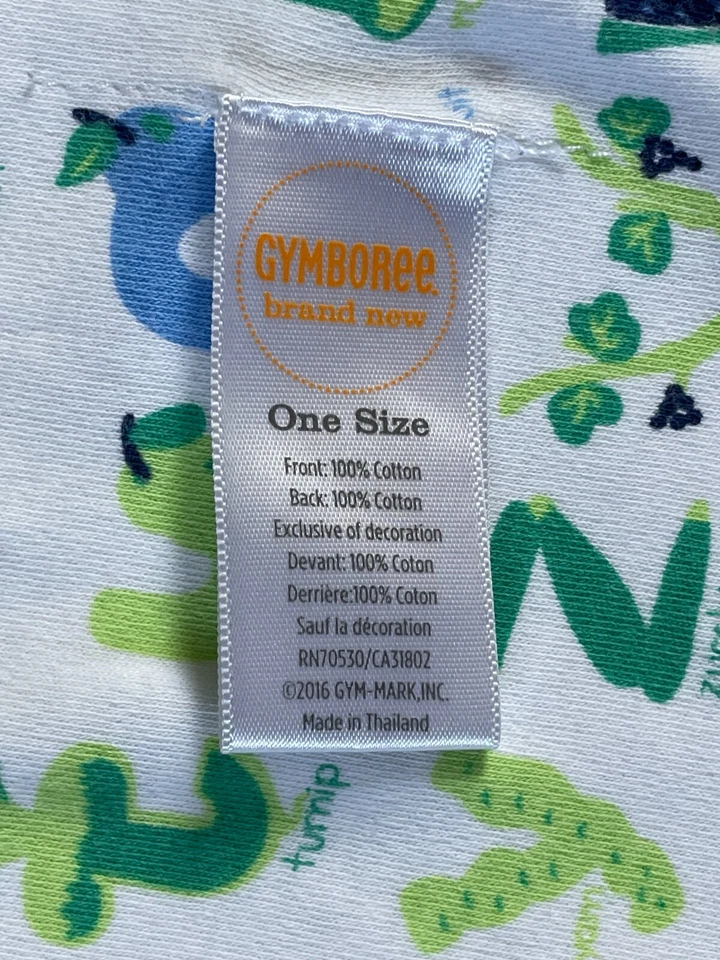 GYMBOREE
brand new
One Size
Front: 100% Cotton
Back: 100% Cotton
Exclusive of decoration
Devant: 100% Coton
Derrière:100% Coton
Sauf la décoration
RN70530/CA31802
©2016 GYM-MARK,INC.
Made in Thailand
turnip